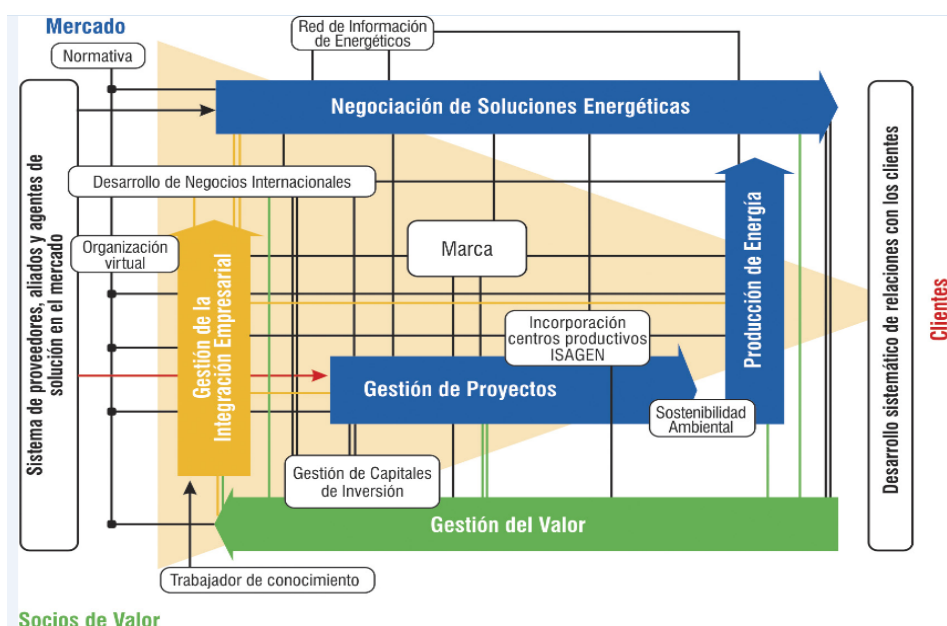 Mercado
Red de Información
de Energéticos
Normativa
Negociación de Soluciones Energéticas
Sistema de proveedores, aliados y agentes de
solución en el mercado
Desarrollo de Negocios Internacionales
Organización
virtual
Marca
Gestión de la
Integración Empresarial
Producción de Energía
Desarrollo sistemático de relaciones con los clientes
Clientes
Incorporación
centros productivos
ISAGEN
Gestión de Proyectos
Sostenibilidad
Ambiental
Gestión de Capitales
de Inversión
Gestión del Valor
Trabajador de conocimiento
Socios de Valor